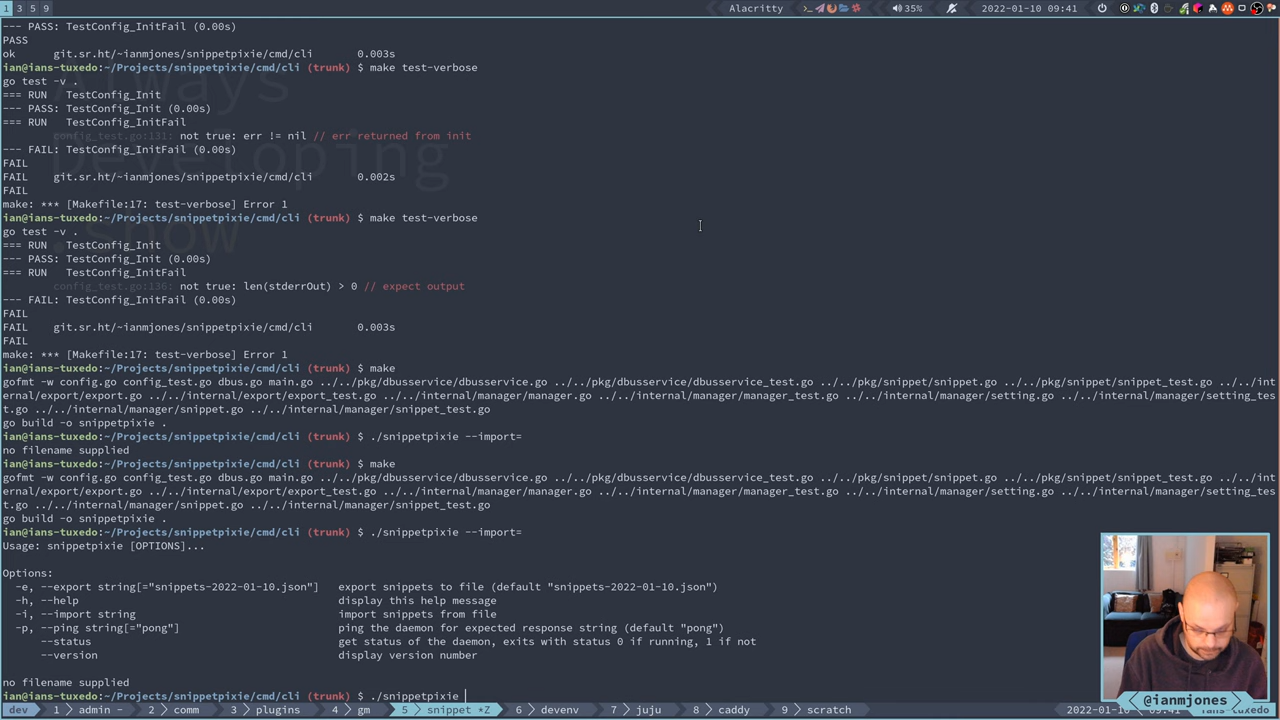 1 3 5 9
Alacritty
35%
2022-01-10 09:41
--- PASS: TestConfig_InitFail (0.00s)
PASS
ok git.sr.ht/~ianmjones/snippetpixie/cmd/cli 0.003s
ian@ians-tuxedo:~/Projects/snippetpixie/cmd/cli (trunk) $ make test-verbose
go test -v .
=== RUN TestConfig_Init
--- PASS: TestConfig_Init (0.00s)
=== RUN TestConfig_InitFail
config_test.go:131: not true: err != nil // err returned from init
--- FAIL: TestConfig_InitFail (0.00s)
FAIL
FAIL git.sr.ht/~ianmjones/snippetpixie/cmd/cli 0.002s
FAIL
make: *** [Makefile:17: test-verbose] Error 1
ian@ians-tuxedo:~/Projects/snippetpixie/cmd/cli (trunk) $ make test-verbose
go test -v .
=== RUN TestConfig_Init
--- PASS: TestConfig_Init (0.00s)
=== RUN TestConfig_InitFail
config_test.go:136: not true: len(stderrOut) > 0 // expect output
--- FAIL: TestConfig_InitFail (0.00s)
FAIL
FAIL git.sr.ht/~ianmjones/snippetpixie/cmd/cli 0.003s
FAIL
make: *** [Makefile:17: test-verbose] Error 1
ian@ians-tuxedo:~/Projects/snippetpixie/cmd/cli (trunk) $ make
gofmt -w config.go config_test.go dbus.go main.go ../../pkg/dbusservice/dbusservice.go ../../pkg/dbusservice/dbusservice_test.go ../../pkg/snippet/snippet.go ../../pkg/snippet/snippet_test.go ../../int
ernal/export/export.go ../../internal/export/export_test.go ../../internal/manager/manager.go ../../internal/manager/manager_test.go ../../internal/manager/setting.go ../../internal/manager/setting_tes
t.go ../../internal/manager/snippet.go ../../internal/manager/snippet_test.go
go build -o snippetpixie .
ian@ians-tuxedo:~/Projects/snippetpixie/cmd/cli (trunk) $ ./snippetpixie --import=
no filename supplied
ian@ians-tuxedo:~/Projects/snippetpixie/cmd/cli (trunk) $ make
gofmt -w config.go config_test.go dbus.go main.go ../../pkg/dbusservice/dbusservice.go ../../pkg/dbusservice/dbusservice_test.go ../../pkg/snippet/snippet.go ../../pkg/snippet/snippet_test.go ../../int
ernal/export/export.go ../../internal/export/export_test.go ../../internal/manager/manager.go ../../internal/manager/manager_test.go ../../internal/manager/setting.go ../../internal/manager/setting_tes
t.go ../../internal/manager/snippet.go ../../internal/manager/snippet_test.go
go build -o snippetpixie .
ian@ians-tuxedo:~/Projects/snippetpixie/cmd/cli (trunk) $ ./snippetpixie --import=
Usage: snippetpixie [OPTIONS]...
Options:
-e, --export string[="snippets-2022-01-10.json"] export snippets to file (default "snippets-2022-01-10.json")
-h, --help display this help message
-i, --import string import snippets from file
-p, --ping string[="pong"] ping the daemon for expected response string (default "pong")
--status get status of the daemon, exits with status 0 if running, 1 if not
--version display version number
no filename supplied
ian@ians-tuxedo:~/Projects/snippetpixie/cmd/cli (trunk) $ ./snippetpixie
Always
Developing
.show
@ianmjones
dev 1 admin - 2 comm 3 plugins 4 gm 5 snippet *Z 6 devenv 7 juju 8 caddy 9 scratch